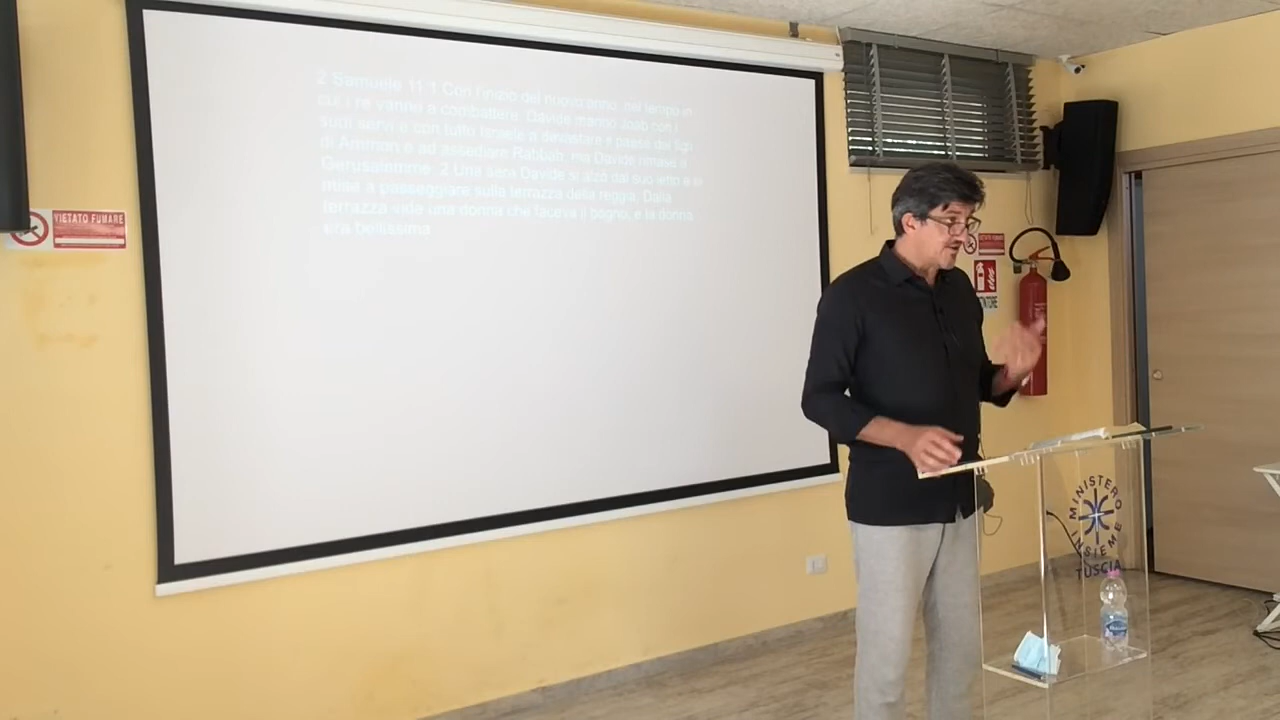 2 Samuele 11:1 Con l'inizio del nuovo anno, nel tempo in
cui i re vanno a combattere, Davide mandò Joab con i
suoi servi e con tutto Israele a devastare il paese dei figli
di Ammon e ad assediare Rabbah, ma Davide rimase a
Gerusalemme. 2 Una sera Davide si alzò dal suo letto e si
mise a passeggiare sulla terrazza della reggia. Dalla
terrazza vide una donna che faceva il bagno; e la donna
era bellissima
VIETATO FUMARE
MINISTERO
INSIEME
TUSCIA